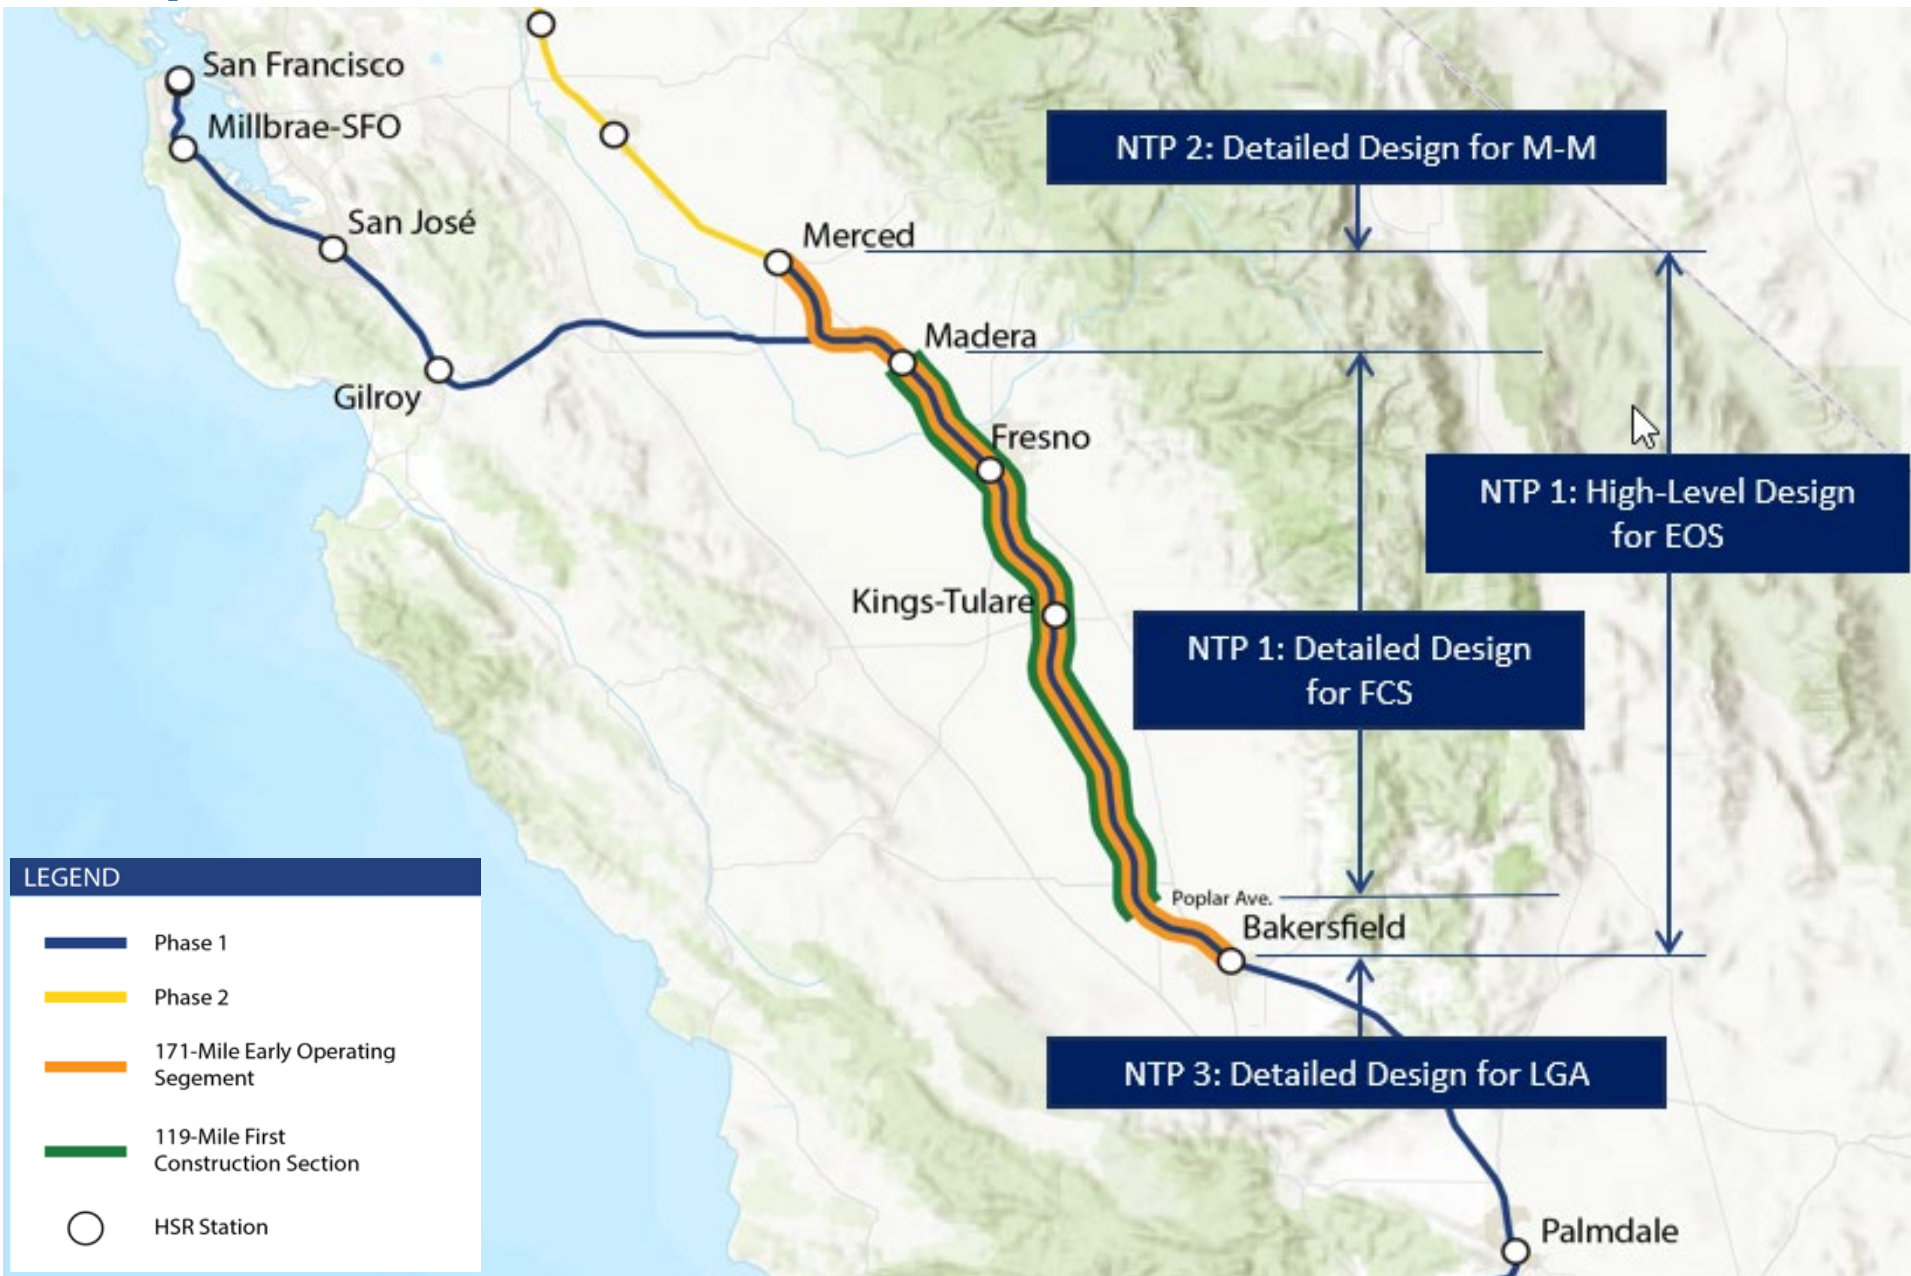 San Francisco
Millbrae-SFO
NTP 2: Detailed Design for M-M
San José
Merced
Madera
Gilroy
Fresno
NTP 1: High-Level Design
for EOS
Kings-Tulare
NTP 1: Detailed Design
for FCS
Poplar Ave.
Bakersfield
NTP 3: Detailed Design for LGA
Palmdale
LEGEND
Phase 1
Phase 2
171-Mile Early Operating
Segement
119-Mile First
Construction Section
HSR Station